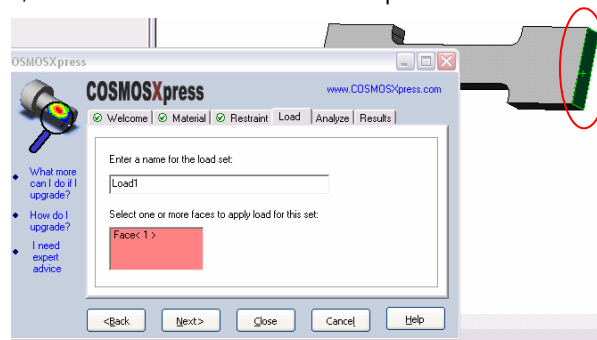 COSMOSXpress
COSMOSXpress
www.COSMOSXpress.com
Welcome Material Restraint Load Analyze Results
Enter a name for the load set:
Load1
Select one or more faces to apply load for this set:
Face< 1 >
What more
can I do if I
upgrade?
How do I
upgrade?
I need
expert
advice
<Back Next> Close Cancel Help